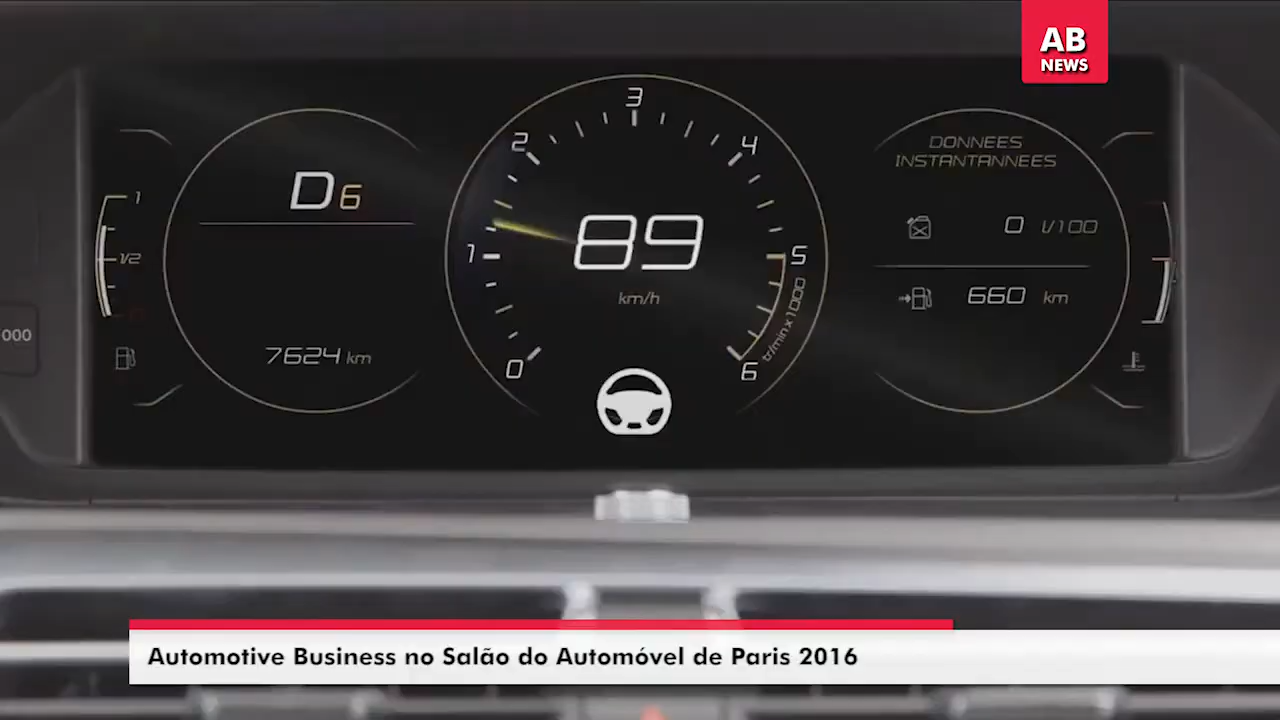 AB
NEWS
3
2
4
1
5
0
6
tr/min x 1000
89
km/h
D6
7624 km
1
1/2
000
DONNEES
INSTANTANNEES
0 l/100
660 km
Automotive Business no Salão do Automóvel de Paris 2016